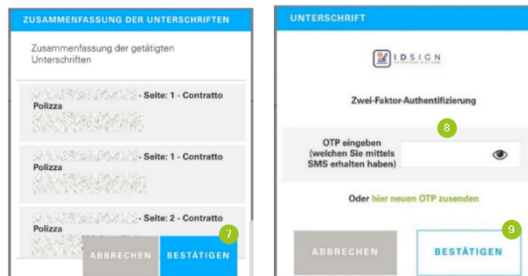 ZUSAMMENFASSUNG DER UNTERSCHRIFTEN
Zusammenfassung der getätigten
Unterschriften
- Seite: 1 - Contratto
Polizza
- Seite: 1 - Contratto
Polizza
- Seite: 2 - Contratto
Polizza
7
ABBRECHEN
BESTÄTIGEN
UNTERSCHRIFT
IDSIGN
Zwei-Faktor-Authentifizierung
8
OTP eingeben
(welchen Sie mittels
SMS erhalten haben)
Oder hier neuen OTP zusenden
9
ABBRECHEN
BESTÄTIGEN